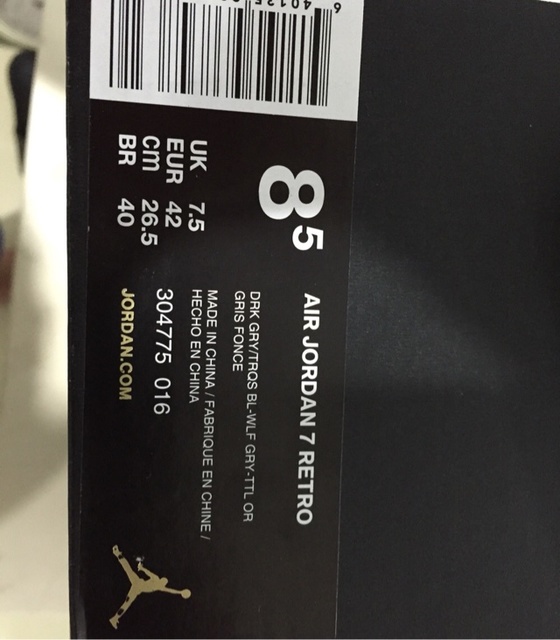 8⁵
AIR JORDAN 7 RETRO
DRK GRY/TRQS BL-WLF GRY-TTL OR
GRIS FONCE
MADE IN CHINA / FABRIQUE EN CHINE /
HECHO EN CHINA
UK 7.5
EUR 42
cm 26.5
BR 40
304775 016
JORDAN.COM